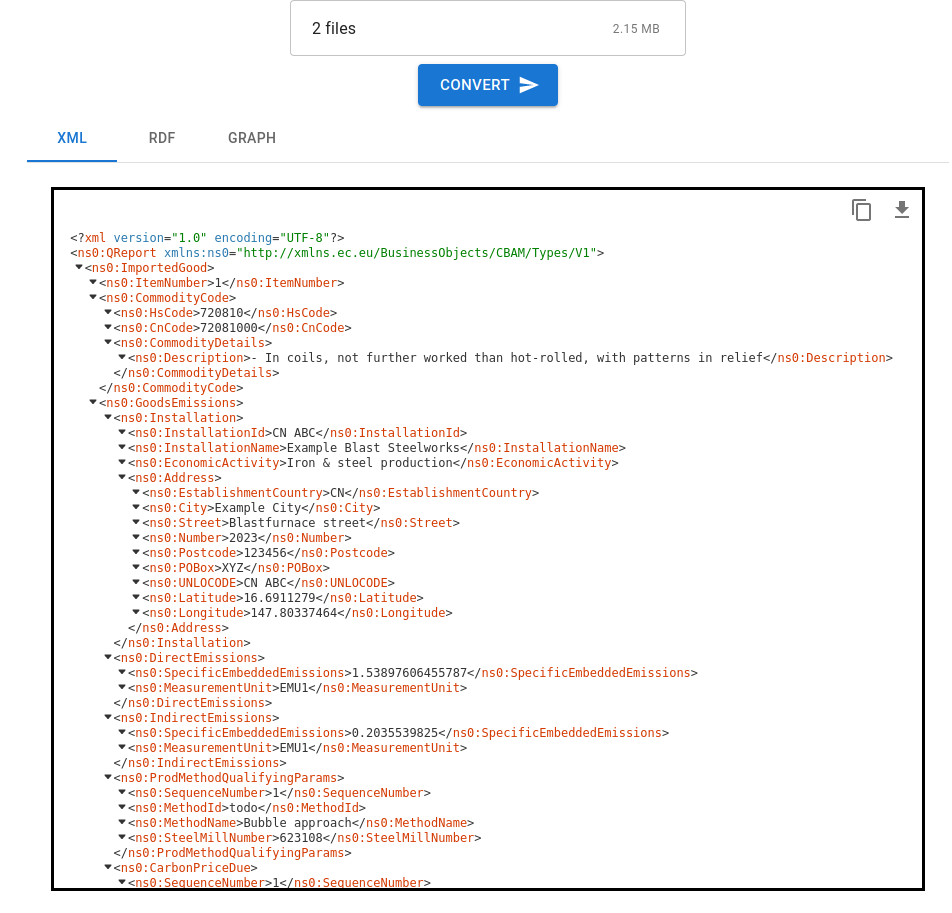 2 files 2.15 MB
CONVERT
XML RDF GRAPH
<?xml version="1.0" encoding="UTF-8"?>
<ns0:QReport xmlns:ns0="http://xmlns.ec.eu/BusinessObjects/CBAM/Types/V1">
<ns0:ImportedGood>
<ns0:ItemNumber>1</ns0:ItemNumber>
<ns0:CommodityCode>
<ns0:HsCode>720810</ns0:HsCode>
<ns0:CnCode>72081000</ns0:CnCode>
<ns0:CommodityDetails>
<ns0:Description>- In coils, not further worked than hot-rolled, with patterns in relief</ns0:Description>
</ns0:CommodityDetails>
</ns0:CommodityCode>
<ns0:GoodsEmissions>
<ns0:Installation>
<ns0:InstallationId>CN ABC</ns0:InstallationId>
<ns0:InstallationName>Example Blast Steelworks</ns0:InstallationName>
<ns0:EconomicActivity>Iron & steel production</ns0:EconomicActivity>
<ns0:Address>
<ns0:EstablishmentCountry>CN</ns0:EstablishmentCountry>
<ns0:City>Example City</ns0:City>
<ns0:Street>Blastfurnace street</ns0:Street>
<ns0:Number>2023</ns0:Number>
<ns0:Postcode>123456</ns0:Postcode>
<ns0:POBox>XYZ</ns0:POBox>
<ns0:UNLOCODE>CN ABC</ns0:UNLOCODE>
<ns0:Latitude>16.6911279</ns0:Latitude>
<ns0:Longitude>147.80337464</ns0:Longitude>
</ns0:Address>
</ns0:Installation>
<ns0:DirectEmissions>
<ns0:SpecificEmbeddedEmissions>1.53897606455787</ns0:SpecificEmbeddedEmissions>
<ns0:MeasurementUnit>EMU1</ns0:MeasurementUnit>
</ns0:DirectEmissions>
<ns0:IndirectEmissions>
<ns0:SpecificEmbeddedEmissions>0.2035539825</ns0:SpecificEmbeddedEmissions>
<ns0:MeasurementUnit>EMU1</ns0:MeasurementUnit>
</ns0:IndirectEmissions>
<ns0:ProdMethodQualifyingParams>
<ns0:SequenceNumber>1</ns0:SequenceNumber>
<ns0:MethodId>todo</ns0:MethodId>
<ns0:MethodName>Bubble approach</ns0:MethodName>
<ns0:SteelMillNumber>623108</ns0:SteelMillNumber>
</ns0:ProdMethodQualifyingParams>
<ns0:CarbonPriceDue>
<ns0:SequenceNumber>1</ns0:SequenceNumber>